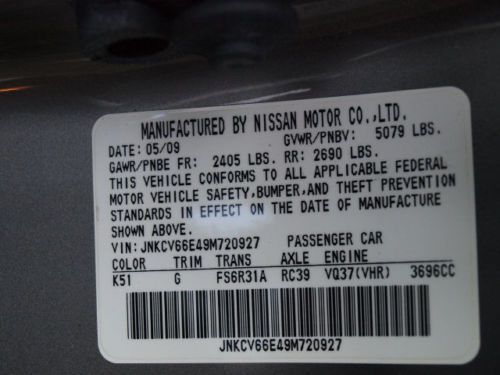 MANUFACTURED BY NISSAN MOTOR CO.,LTD.
DATE: 05/09 GVWR/PNBV: 5079 LBS.
GAWR/PNBE FR: 2405 LBS. RR: 2690 LBS.
THIS VEHICLE CONFORMS TO ALL APPLICABLE FEDERAL
MOTOR VEHICLE SAFETY,BUMPER,AND THEFT PREVENTION
STANDARDS IN EFFECT ON THE DATE OF MANUFACTURE
SHOWN ABOVE.
VIN:JNKCV66E49M720927 PASSENGER CAR
COLOR TRIM TRANS AXLE ENGINE
K51 G FS6R31A RC39 VQ37(VHR) 3696CC
JNKCV66E49M720927